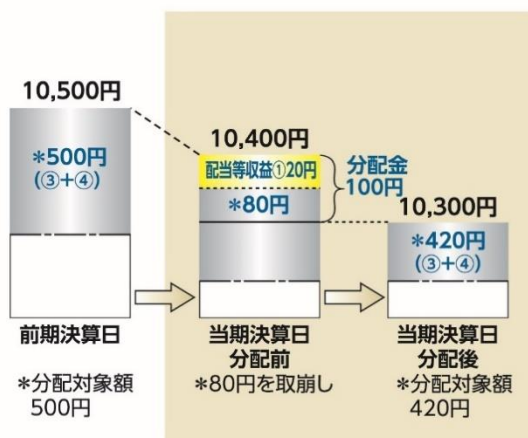 10,500円
*500円
(③+④)
前期決算日
*分配対象額
500円
10,400円
配当等収益①20円
*80円
分配金
100円
当期決算日
分配前
*80円を取崩し
10,300円
*420円
(③+④)
当期決算日
分配後
*分配対象額
420円